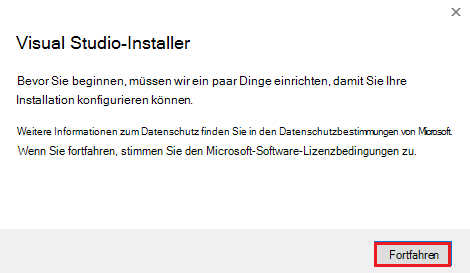 Visual Studio-Installer
Bevor Sie beginnen, müssen wir ein paar Dinge einrichten, damit Sie Ihre
Installation konfigurieren können.
Weitere Informationen zum Datenschutz finden Sie in den Datenschutzbestimmungen von Microsoft.
Wenn Sie fortfahren, stimmen Sie den Microsoft-Software-Lizenzbedingungen zu.
Fortfahren